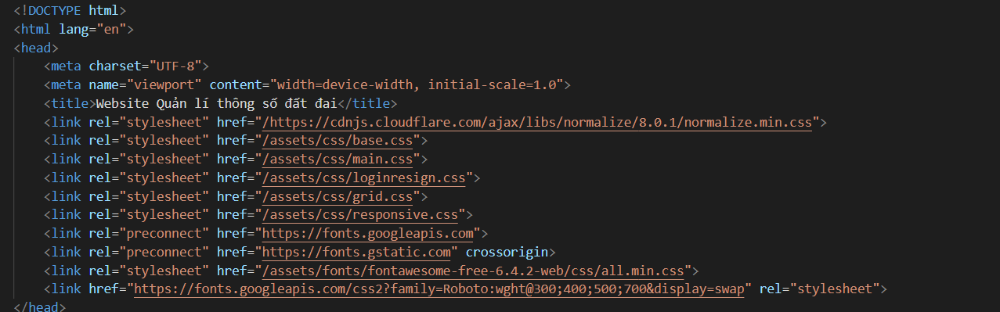 <!DOCTYPE html>
<html lang="en">
<head>
    <meta charset="UTF-8">
    <meta name="viewport" content="width=device-width, initial-scale=1.0">
    <title>Website Quản lí thông số đất đai</title>
    <link rel="stylesheet" href="/https://cdnjs.cloudflare.com/ajax/libs/normalize/8.0.1/normalize.min.css">
    <link rel="stylesheet" href="/assets/css/base.css">
    <link rel="stylesheet" href="/assets/css/main.css">
    <link rel="stylesheet" href="/assets/css/loginresign.css">
    <link rel="stylesheet" href="/assets/css/grid.css">
    <link rel="stylesheet" href="/assets/css/responsive.css">
    <link rel="preconnect" href="https://fonts.googleapis.com">
    <link rel="preconnect" href="https://fonts.gstatic.com" crossorigin>
    <link rel="stylesheet" href="/assets/fonts/fontawesome-free-6.4.2-web/css/all.min.css">
    <link href="https://fonts.googleapis.com/css2?family=Roboto:wght@300;400;500;700&display=swap" rel="stylesheet">
</head>